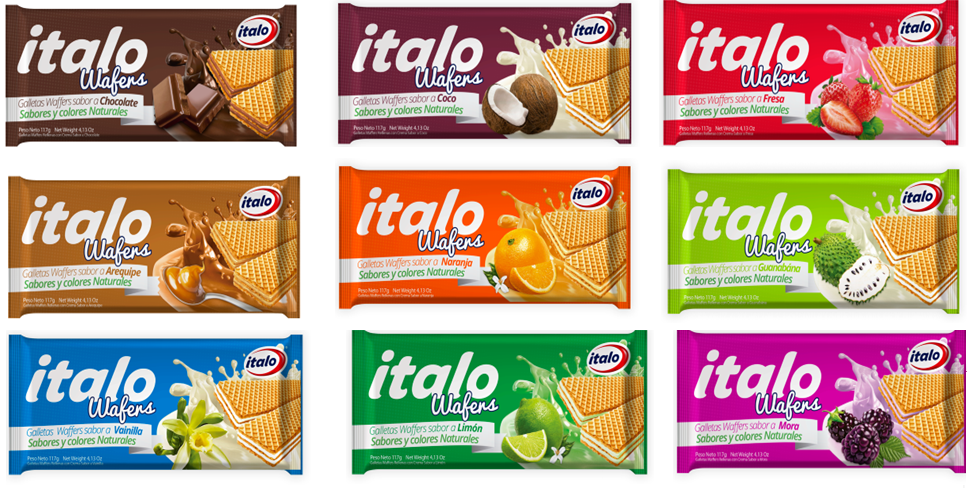 italo
italo
Wafers
Galletas Waffers sabor a Chocolate
Sabores y colores Naturales
Peso Neto 117g Net Weight 4,13 Oz
italo
italo
Wafers
Galletas Waffers sabor a Coco
Sabores y colores Naturales
Peso Neto 117g Net Weight 4,13 Oz
italo
italo
Wafers
Galletas Waffers sabor a Fresa
Sabores y colores Naturales
Peso Neto 117g Net Weight 4,13 Oz
italo
italo
Wafers
Galletas Waffers sabor a Arequipe
Sabores y colores Naturales
Peso Neto 117g Net Weight 4,13 Oz
italo
italo
Wafers
Galletas Waffers sabor a Naranja
Sabores y colores Naturales
Peso Neto 117g Net Weight 4,13 Oz
italo
italo
Wafers
Galletas Waffers sabor a Guanabána
Sabores y colores Naturales
Peso Neto 117g Net Weight 4,13 Oz
italo
italo
Wafers
Galletas Waffers sabor a Vainilla
Sabores y colores Naturales
Peso Neto 117g Net Weight 4,13 Oz
italo
italo
Wafers
Galletas Waffers sabor a Limón
Sabores y colores Naturales
Peso Neto 117g Net Weight 4,13 Oz
italo
italo
Wafers
Galletas Waffers sabor a Mora
Sabores y colores Naturales
Peso Neto 117g Net Weight 4,13 Oz